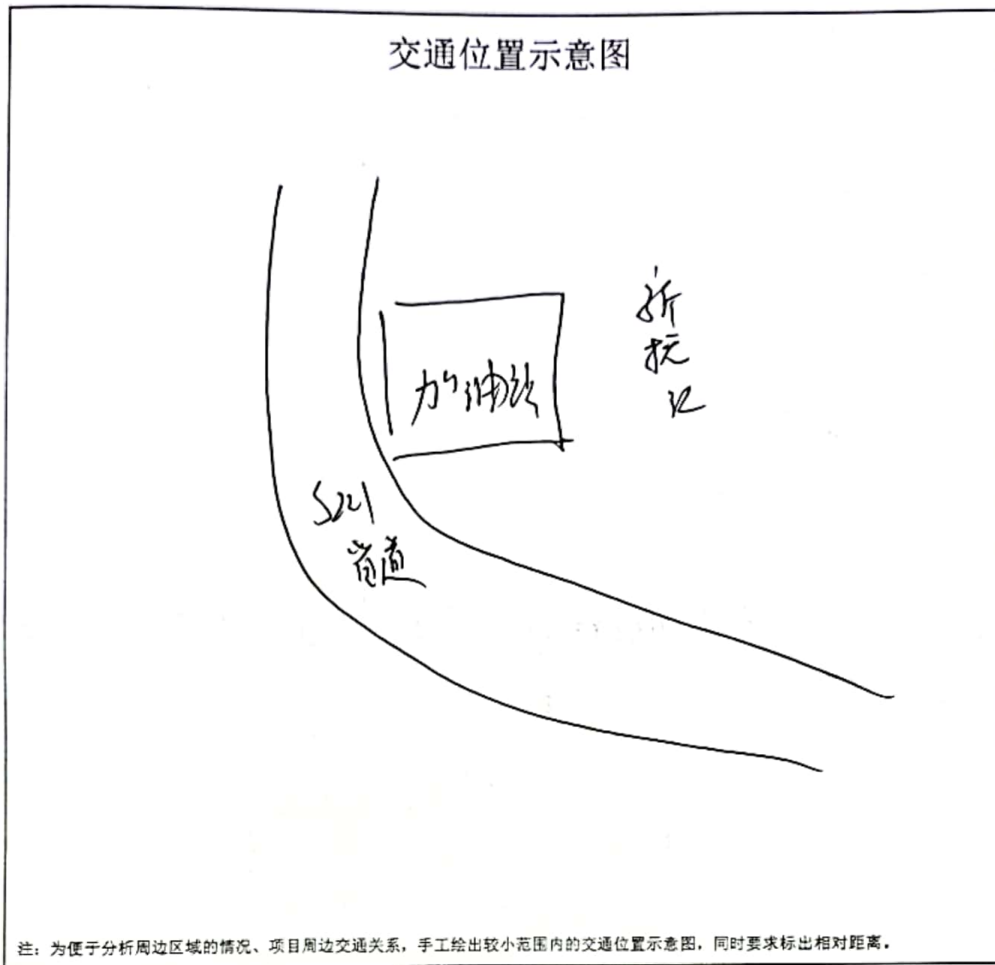 交通位置示意图
新
抚
区
加油站
S221
省道
注：为便于分析周边区域的情况、项目周边交通关系，手工绘出较小范围内的交通位置示意图，同时要求标出相对距离。